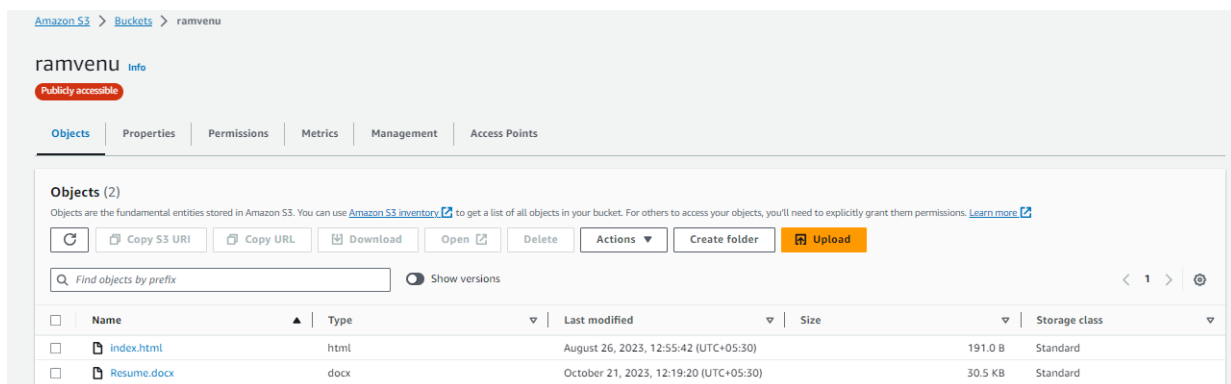 Amazon S3 > Buckets > ramvenu
ramvenu Info
Publicly accessible
Objects Properties Permissions Metrics Management Access Points
Objects (2)
Objects are the fundamental entities stored in Amazon S3. You can use Amazon S3 inventory to get a list of all objects in your bucket. For others to access your objects, you'll need to explicitly grant them permissions. Learn more
Copy S3 URI Copy URL Download Open Delete Actions ▼ Create folder Upload
Find objects by prefix Show versions < 1 >
Name ▲ Type Last modified Size Storage class
index.html html August 26, 2023, 12:55:42 (UTC+05:30) 191.0 B Standard
Resume.docx docx October 21, 2023, 12:19:20 (UTC+05:30) 30.5 KB Standard